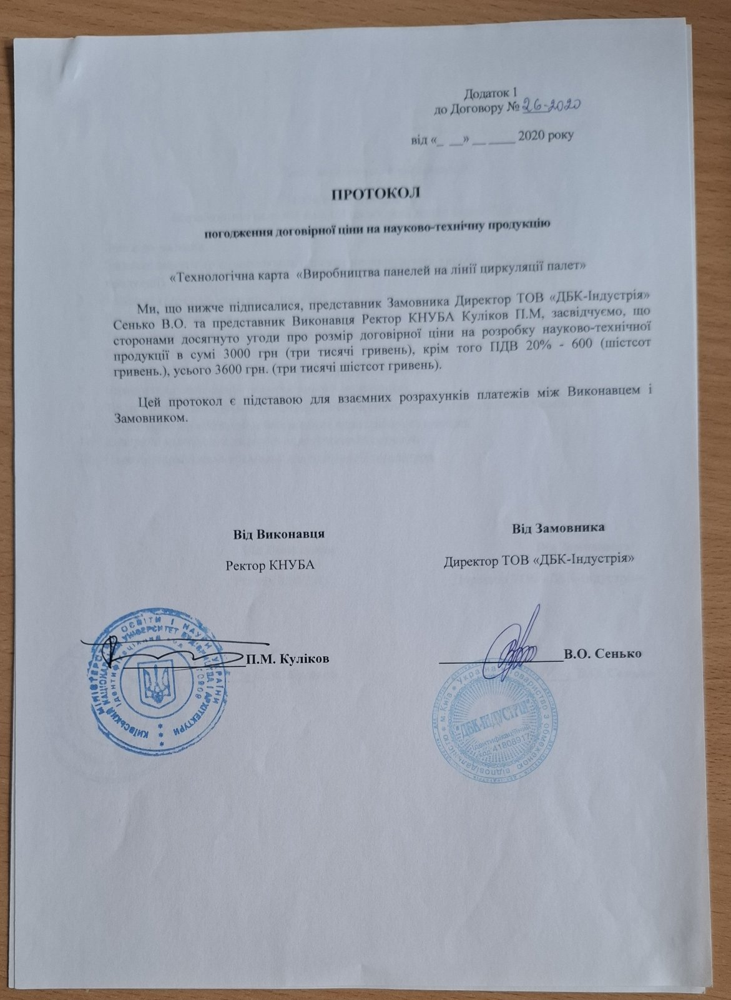 Додаток 1
до Договору № 26-2020
від «_ __» __ ____ 2020 року
ПРОТОКОЛ
погодження договірної ціни на науково-технічну продукцію
«Технологічна карта «Виробництва панелей на лінії циркуляції палет»
Ми, що нижче підписалися, представник Замовника Директор ТОВ «ДБК-Індустрія»
Сенько В.О. та представник Виконавця Ректор КНУБА Куліков П.М, засвідчуємо, що
сторонами досягнуто угоди про розмір договірної ціни на розробку науково-технічної
продукції в сумі 3000 грн (три тисячі гривень), крім того ПДВ 20% - 600 (шістсот
гривень.), усього 3600 грн. (три тисячі шістсот гривень).
Цей протокол є підставою для взаємних розрахунків платежів між Виконавцем і
Замовником.
Від Виконавця
Ректор КНУБА
П.М. Куліков
МІНІСТЕРСТВО ОСВІТИ І НАУКИ УКРАЇНИ
КИЇВСЬКИЙ НАЦІОНАЛЬНИЙ УНІВЕРСИТЕТ БУДІВНИЦТВА І АРХІТЕКТУРИ
Від Замовника
Директор ТОВ «ДБК-Індустрія»
В.О. Сенько
Україна * Товариство з обмеженою відповідальністю * м.Київ *
"ДБК-ІНДУСТРІЯ"
Ідентифікаційний
код 41808917